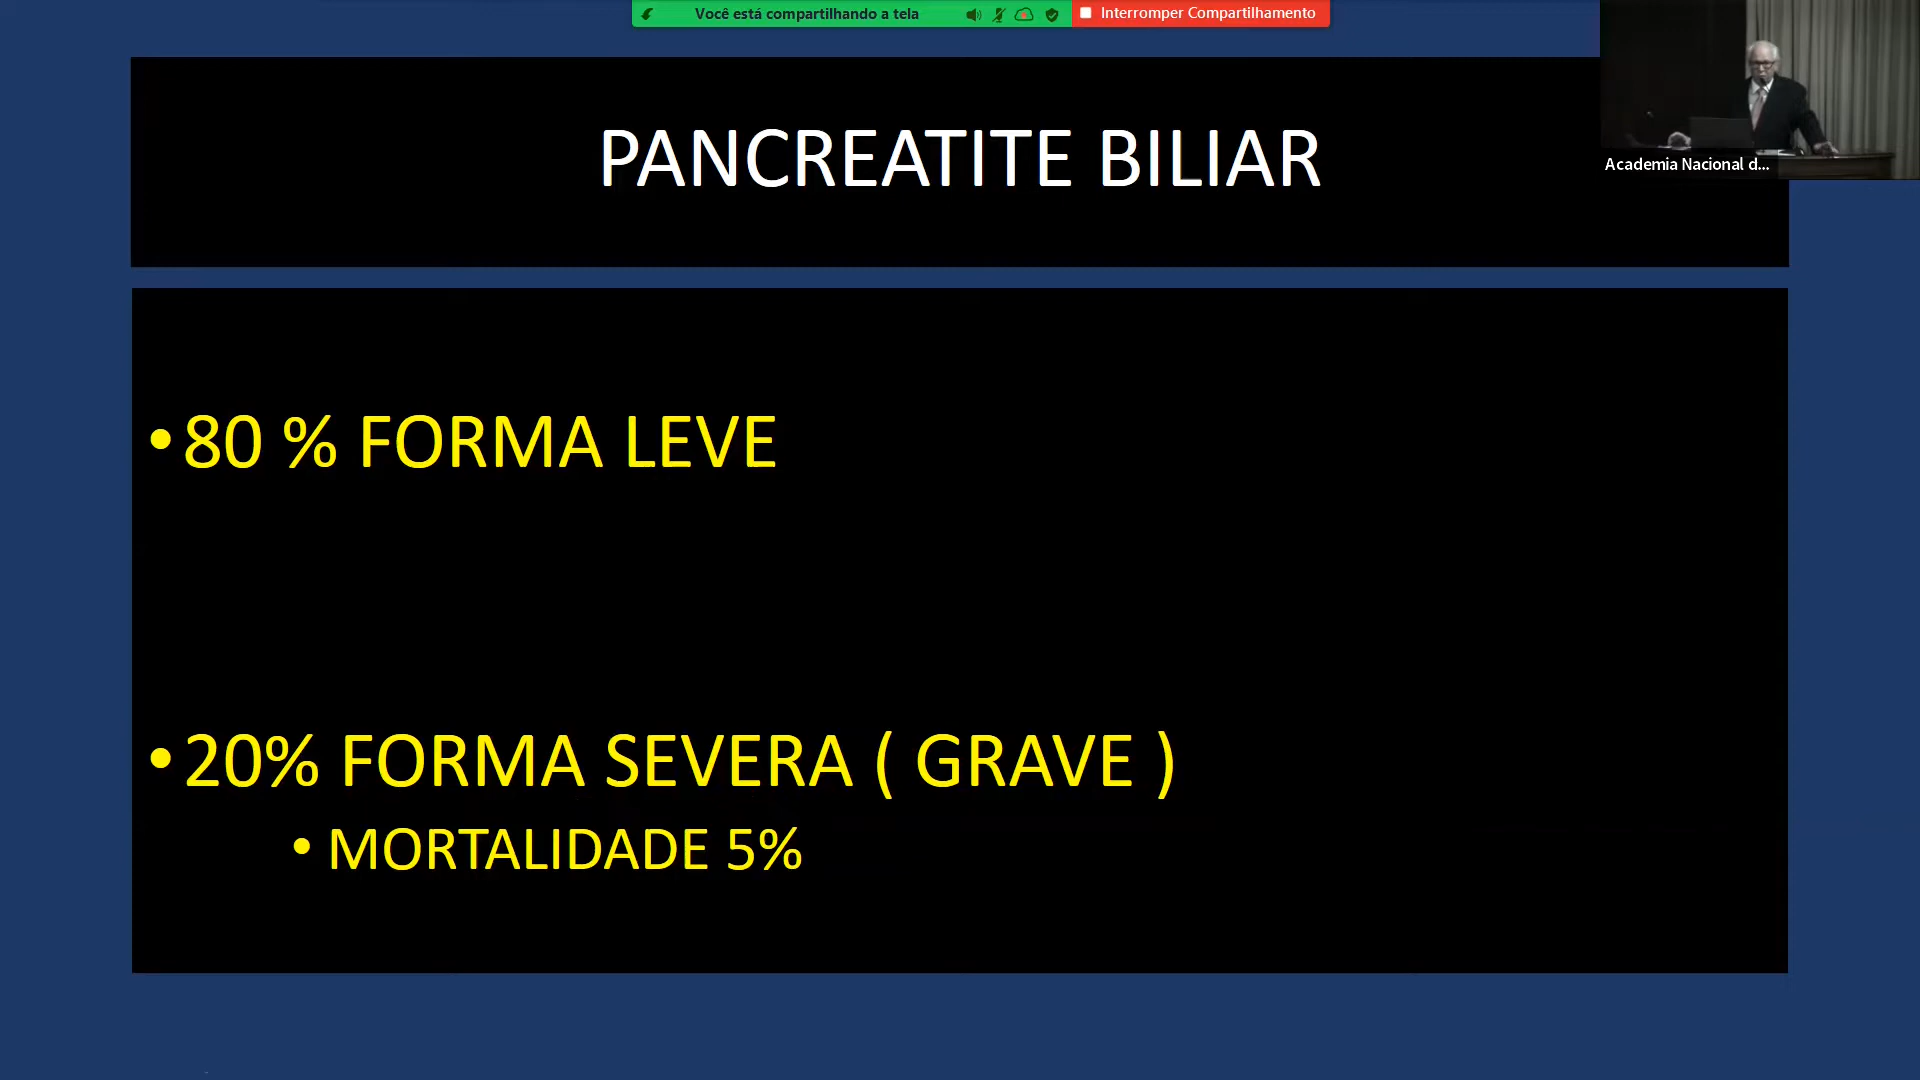 Você está compartilhando a tela
Interromper Compartilhamento
Academia Nacional d...
PANCREATITE BILIAR
•80 % FORMA LEVE
•20% FORMA SEVERA ( GRAVE )
• MORTALIDADE 5%